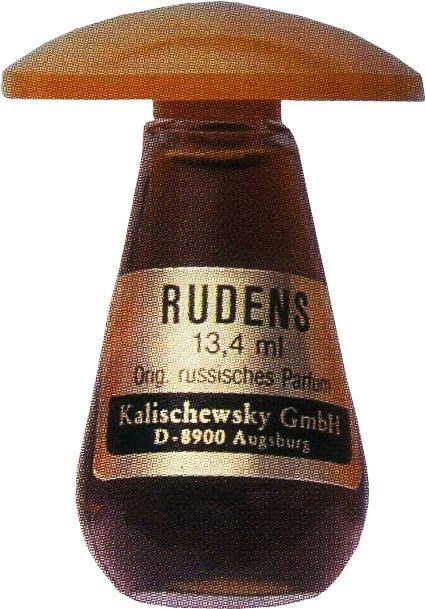 RUDENS
13,4 ml
Orig. russisches Parfum
Kalischewsky GmbH
D-8900 Augsburg